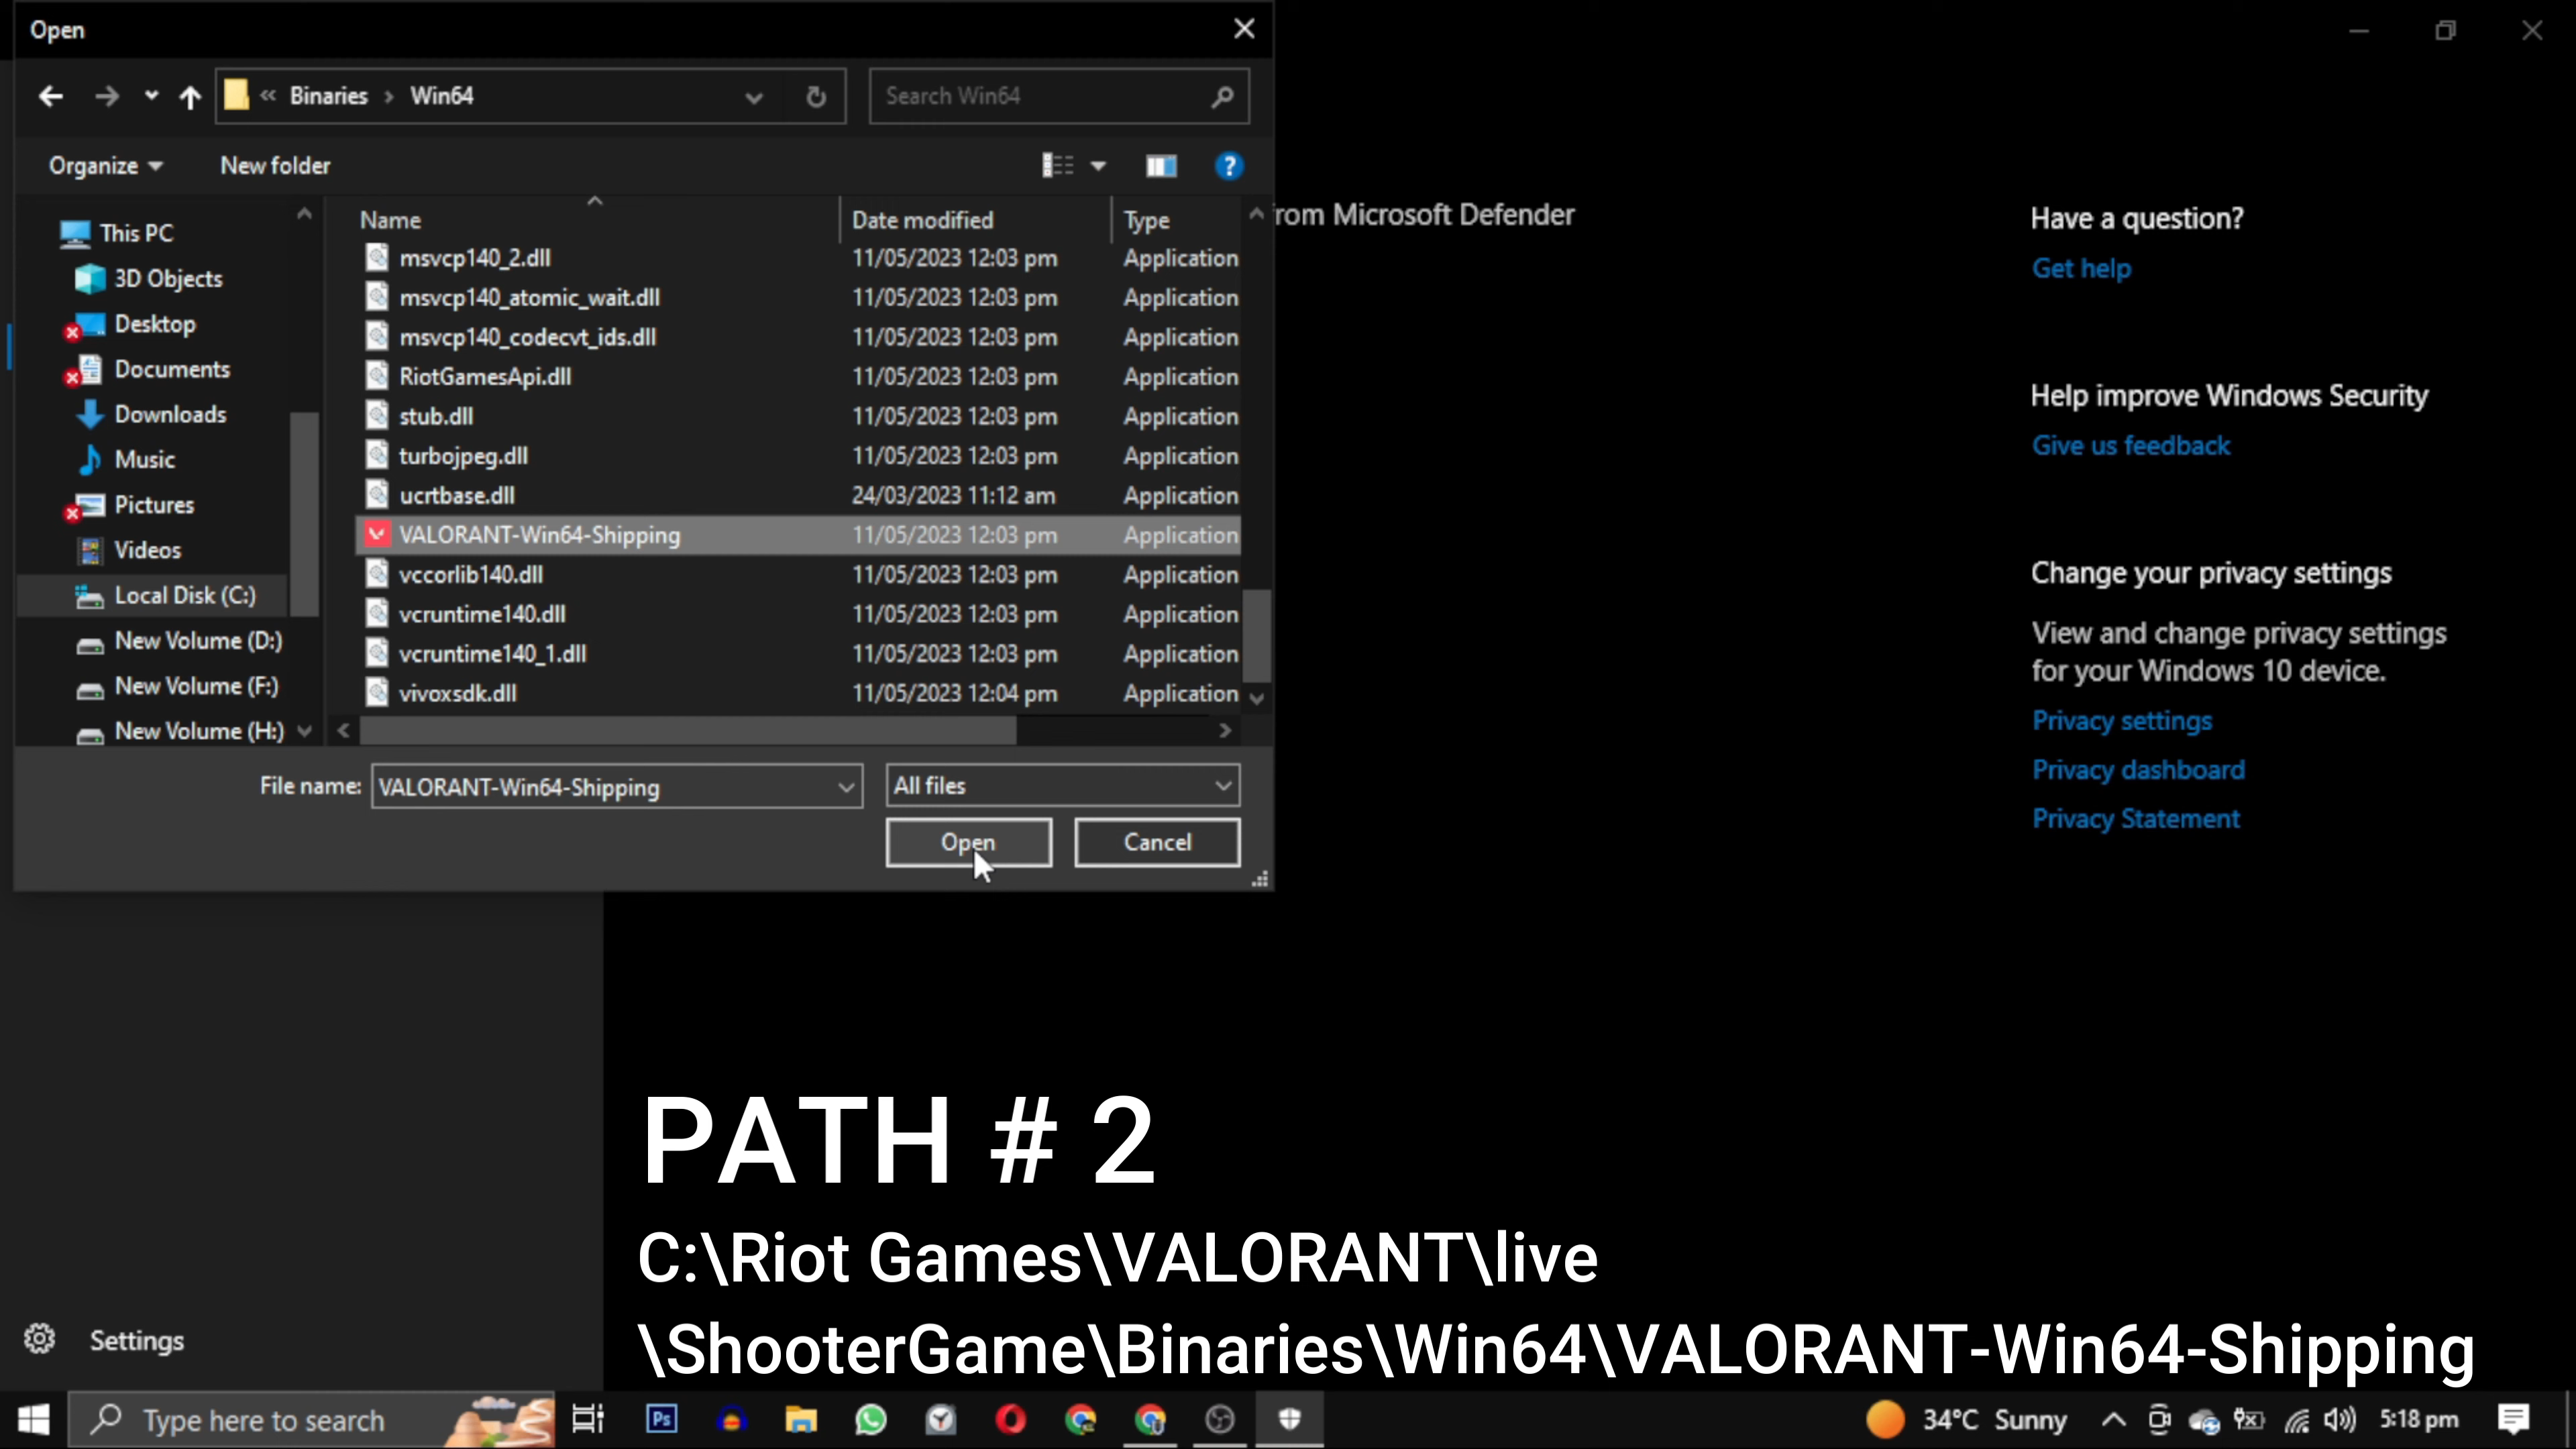 Open
Binaries > Win64
Search Win64
Organize
New folder
Name
Date modified
Type
This PC
3D Objects
Desktop
Documents
Downloads
Music
Pictures
Videos
Local Disk (C:)
New Volume (D:)
New Volume (F:)
New Volume (H:)
msvcp140_2.dll 11/05/2023 12:03 pm Application
msvcp140_atomic_wait.dll 11/05/2023 12:03 pm Application
msvcp140_codecvt_ids.dll 11/05/2023 12:03 pm Application
RiotGamesApi.dll 11/05/2023 12:03 pm Application
stub.dll 11/05/2023 12:03 pm Application
turbojpeg.dll 11/05/2023 12:03 pm Application
ucrtbase.dll 24/03/2023 11:12 am Application
VALORANT-Win64-Shipping 11/05/2023 12:03 pm Application
vccorlib140.dll 11/05/2023 12:03 pm Application
vcruntime140.dll 11/05/2023 12:03 pm Application
vcruntime140_1.dll 11/05/2023 12:03 pm Application
vivoxsdk.dll 11/05/2023 12:04 pm Application
File name: VALORANT-Win64-Shipping
All files
Open
Cancel
rom Microsoft Defender
Have a question?
Get help
Help improve Windows Security
Give us feedback
Change your privacy settings
View and change privacy settings
for your Windows 10 device.
Privacy settings
Privacy dashboard
Privacy Statement
PATH # 2
C:\Riot Games\VALORANT\live
\ShooterGame\Binaries\Win64\VALORANT-Win64-Shipping
Settings
Type here to search
Ps
34°C Sunny
5:18 pm